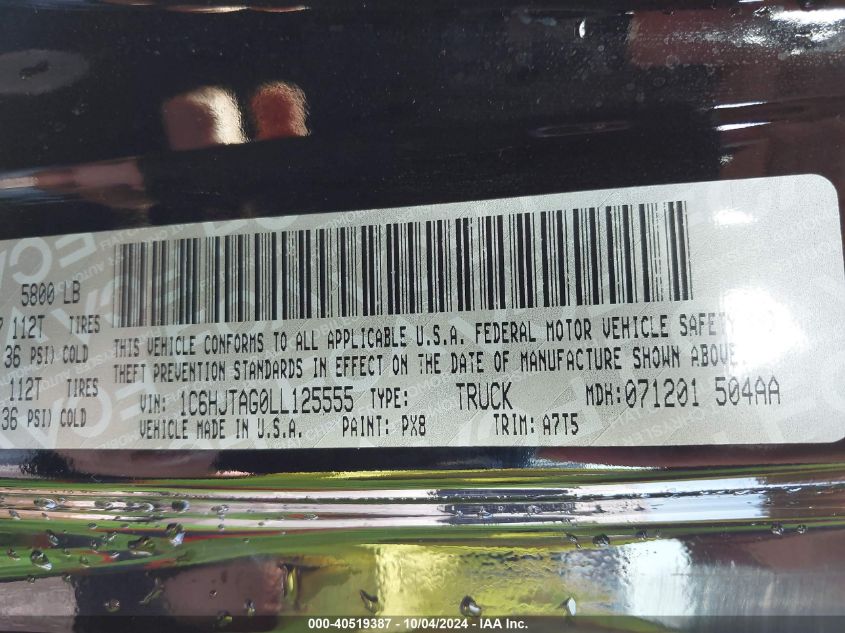 5800 LB
112T TIRES
36 PSI) COLD
112T TIRES
36 PSI) COLD
THIS VEHICLE CONFORMS TO ALL APPLICABLE U.S.A. FEDERAL MOTOR VEHICLE SAFETY
THEFT PREVENTION STANDARDS IN EFFECT ON THE DATE OF MANUFACTURE SHOWN ABOVE.
VIN: 1C6HJTAG0LL125555 TYPE: TRUCK MDH:071201 504AA
VEHICLE MADE IN U.S.A. PAINT: PX8 TRIM: A7T5
000-40519387 - 10/04/2024 - IAA Inc.